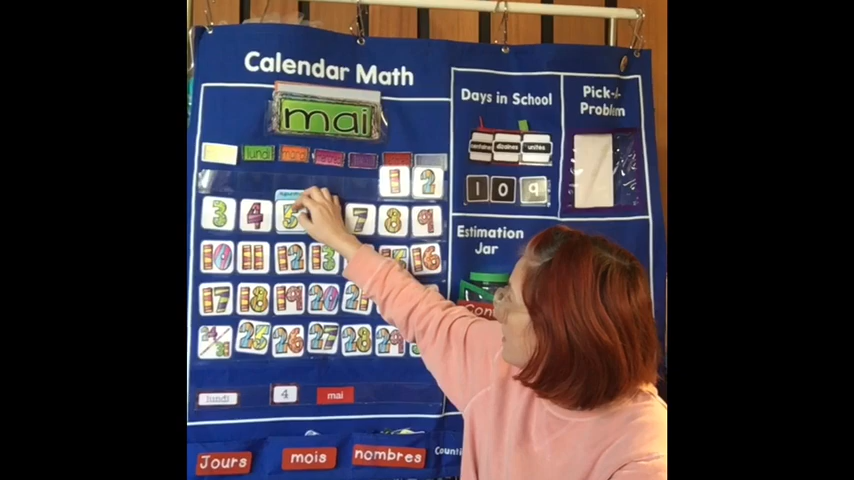 Calendar Math
mai
Days in School
Pick-A-
Problem
lundi
centaines dizaines unités
1 0 9
1 2
3 4 5 7 8 9
10 11 12 13 15 16
17 18 19 20 21
24 25 26 27 28 29
Estimation
Jar
lundi 4 mai
Jours mois nombres